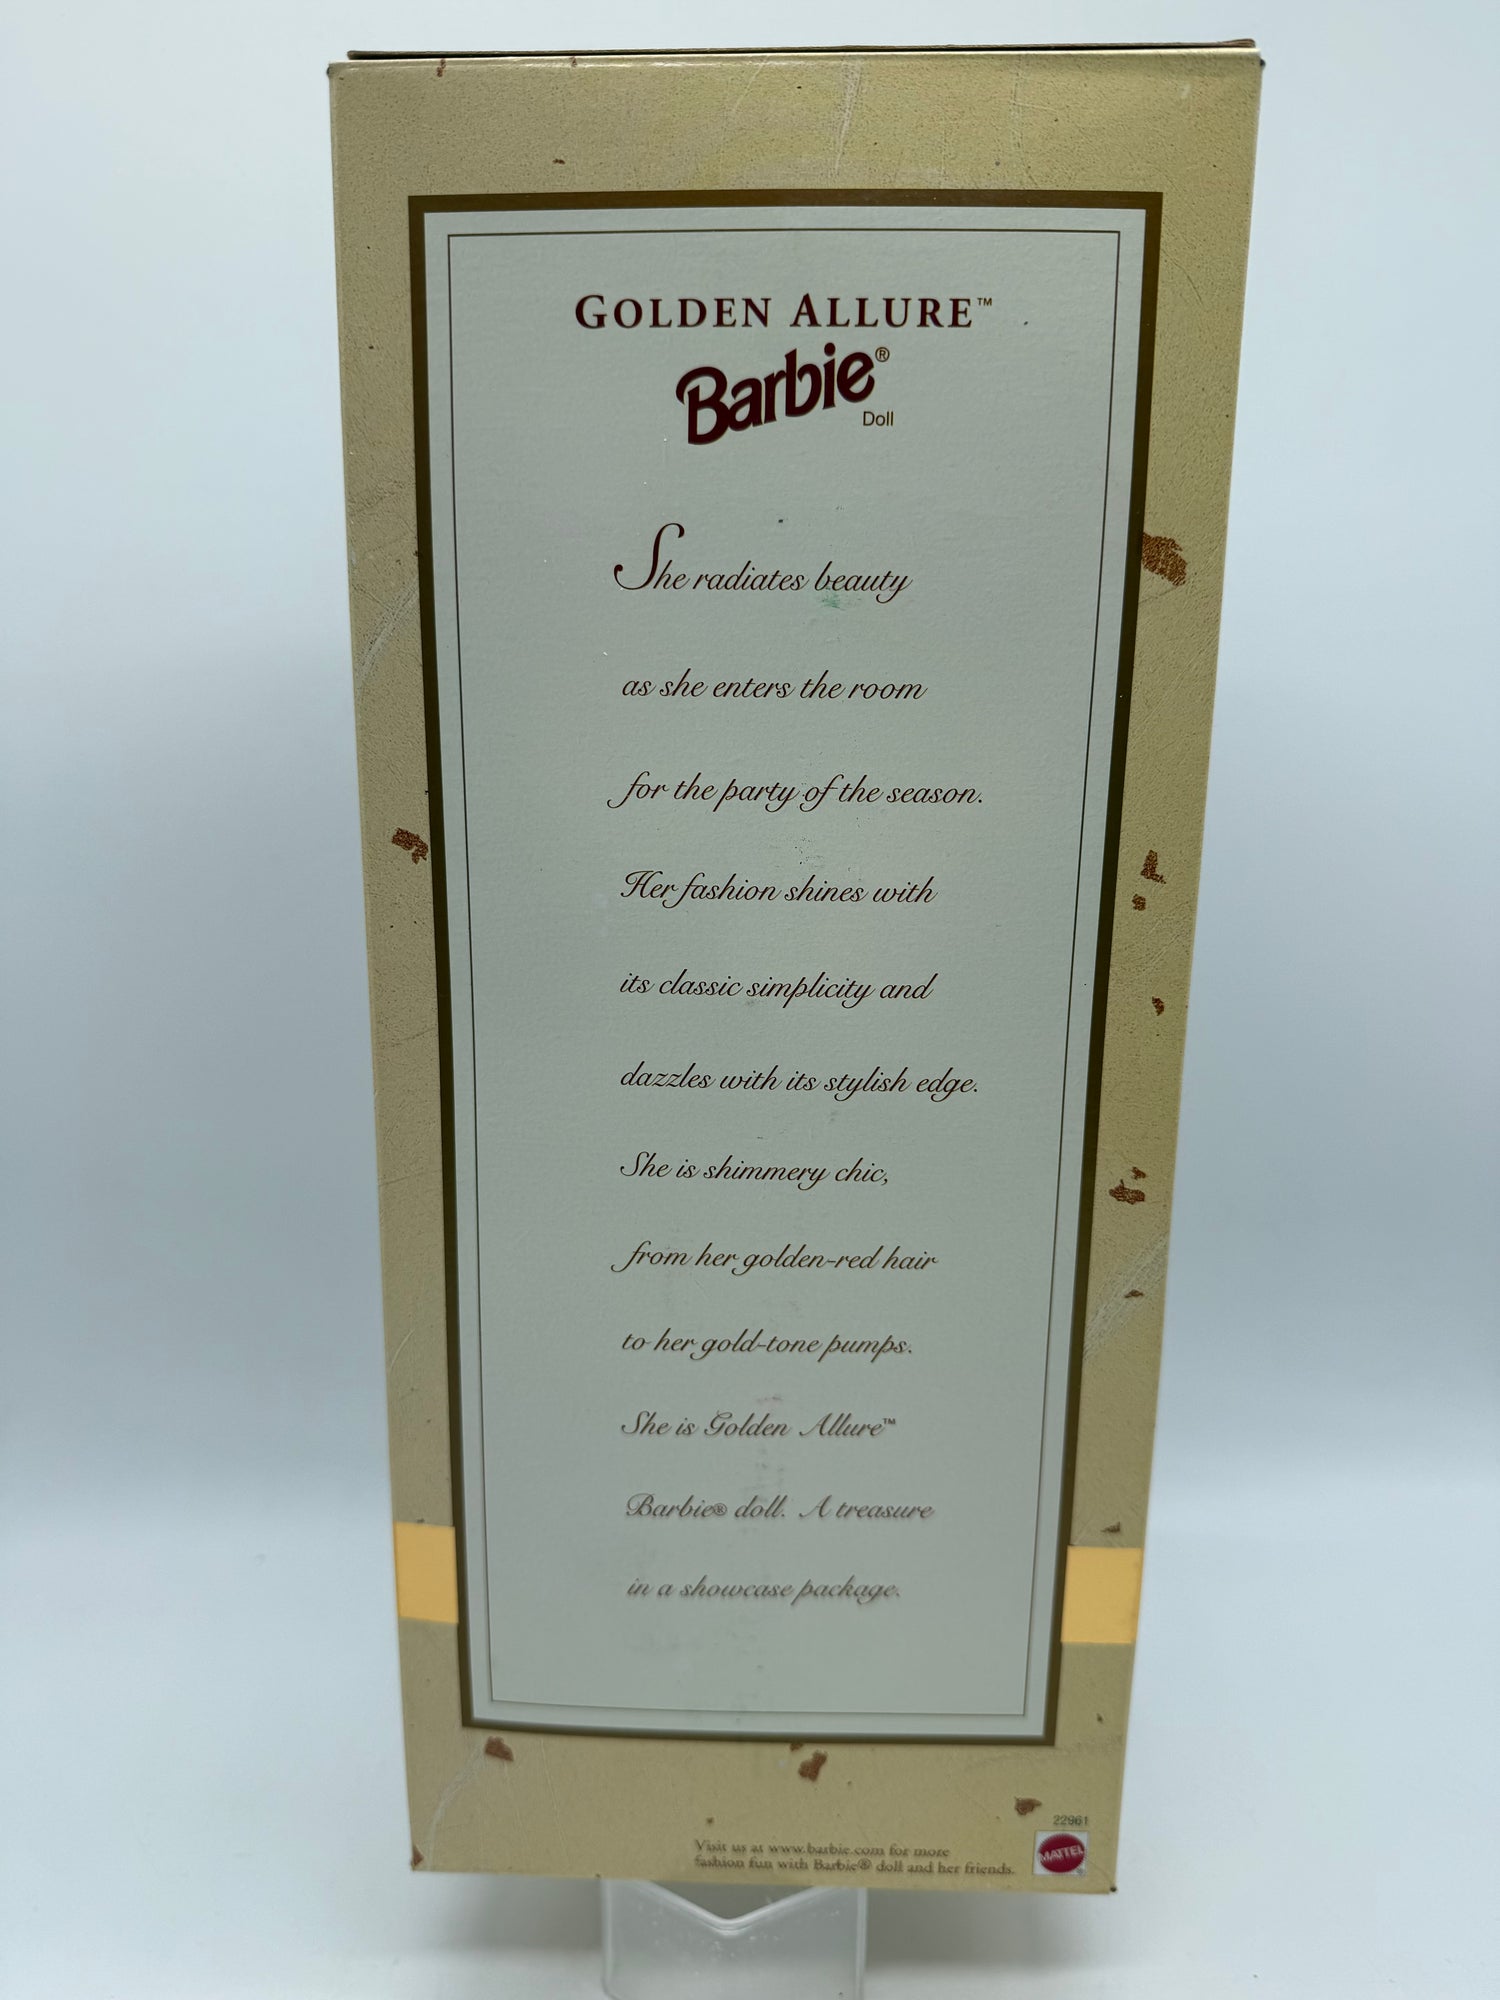 GOLDEN ALLURE™
Barbie®
Doll
She radiates beauty
as she enters the room
for the party of the season.
Her fashion shines with
its classic simplicity and
dazzles with its stylish edge.
She is shimmery chic,
from her golden-red hair
to her gold-tone pumps.
She is Golden Allure™
Barbie® doll. A treasure
in a showcase package.
22961
Visit us at www.barbie.com for more
fashion fun with Barbie® doll and her friends.
MATTEL®